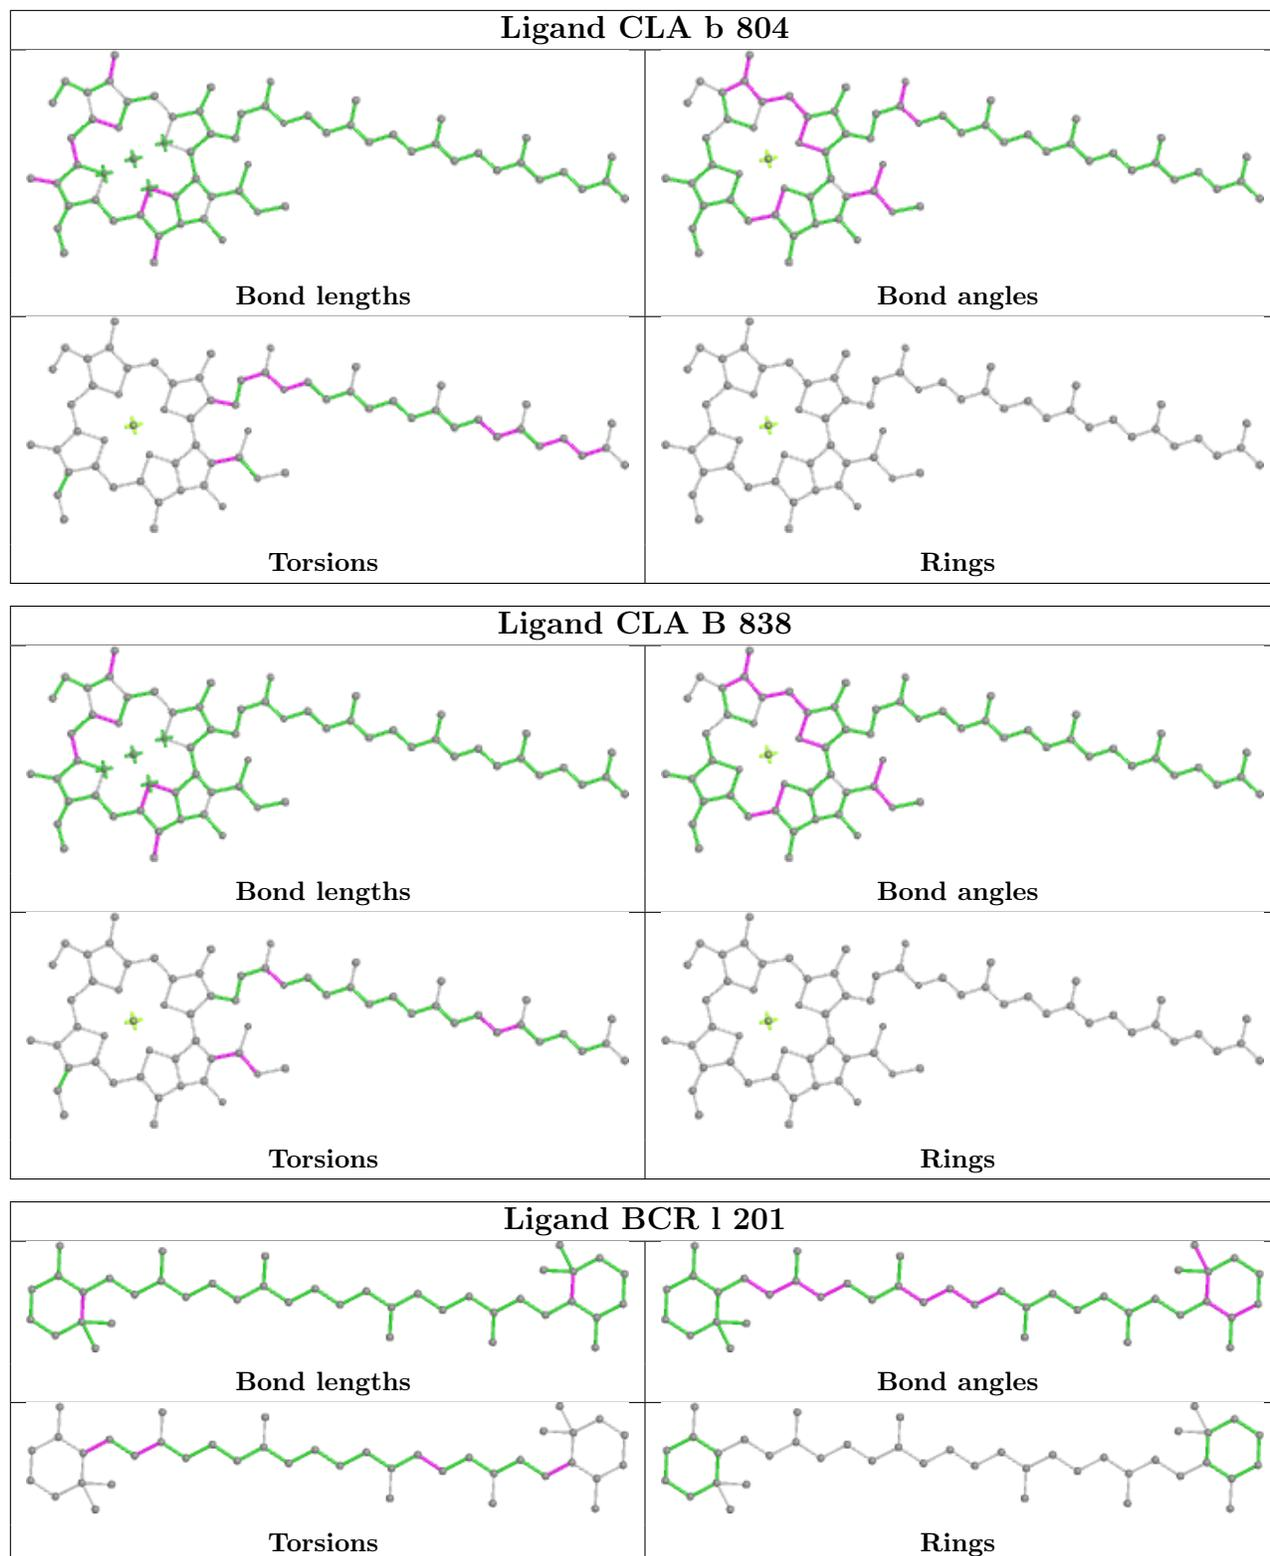 Ligand CLA b 804
Bond lengths
Bond angles
Torsions
Rings
Ligand CLA B 838
Bond lengths
Bond angles
Torsions
Rings
Ligand BCR l 201
Bond lengths
Bond angles
Torsions
Rings